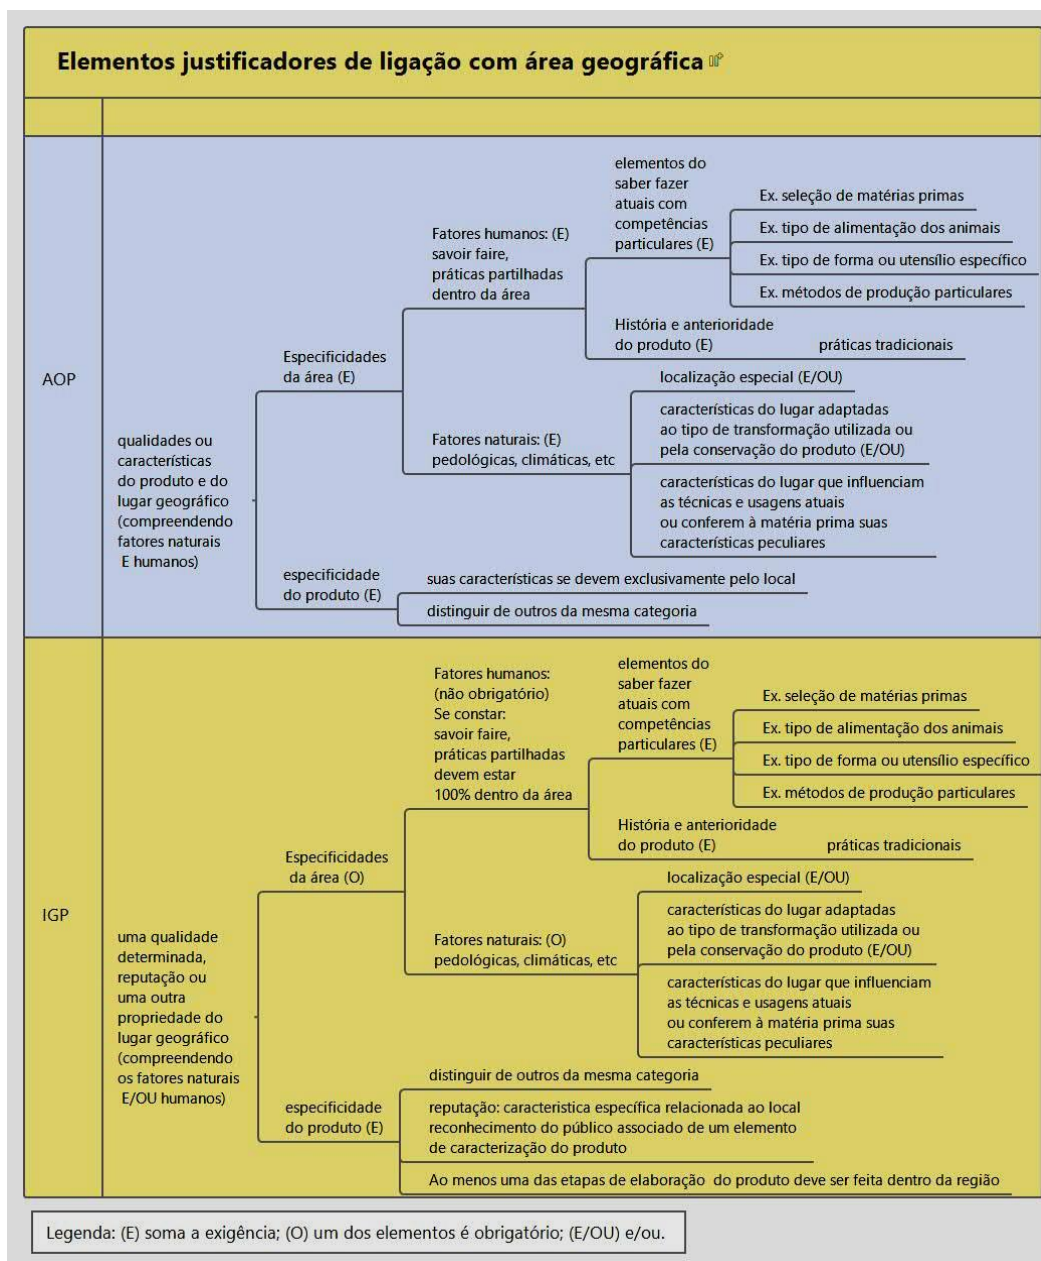 Elementos justificadores de ligação com área geográfica
AOP
qualidades ou
características
do produto e do
lugar geográfico
(compreendendo
fatores naturais
E humanos)
Especificidades
da área (E)
Fatores humanos: (E)
savoir faire,
práticas partilhadas
dentro da área
elementos do
saber fazer
atuais com
competências
particulares (E)
Ex. seleção de matérias primas
Ex. tipo de alimentação dos animais
Ex. tipo de forma ou utensílio específico
Ex. métodos de produção particulares
História e anterioridade
do produto (E)
práticas tradicionais
Fatores naturais: (E)
pedológicas, climáticas, etc
localização especial (E/OU)
características do lugar adaptadas
ao tipo de transformação utilizada ou
pela conservação do produto (E/OU)
características do lugar que influenciam
as técnicas e usagens atuais
ou conferem à matéria prima suas
características peculiares
especificidade
do produto (E)
suas características se devem exclusivamente pelo local
distinguir de outros da mesma categoria
IGP
uma qualidade
determinada,
reputação ou
uma outra
propriedade do
lugar geográfico
(compreendendo
os fatores naturais
E/OU humanos)
Especificidades
da área (O)
Fatores humanos:
(não obrigatório)
Se constar:
savoir faire,
práticas partilhadas
devem estar
100% dentro da área
elementos do
saber fazer
atuais com
competências
particulares (E)
Ex. seleção de matérias primas
Ex. tipo de alimentação dos animais
Ex. tipo de forma ou utensílio específico
Ex. métodos de produção particulares
História e anterioridade
do produto (E)
práticas tradicionais
Fatores naturais: (O)
pedológicas, climáticas, etc
localização especial (E/OU)
características do lugar adaptadas
ao tipo de transformação utilizada ou
pela conservação do produto (E/OU)
características do lugar que influenciam
as técnicas e usagens atuais
ou conferem à matéria prima suas
características peculiares
especificidade
do produto (E)
distinguir de outros da mesma categoria
reputação: caracteristica específica relacionada ao local
reconhecimento do público associado de um elemento
de caracterização do produto
Ao menos uma das etapas de elaboração do produto deve ser feita dentro da região
Legenda: (E) soma a exigência; (O) um dos elementos é obrigatório; (E/OU) e/ou.